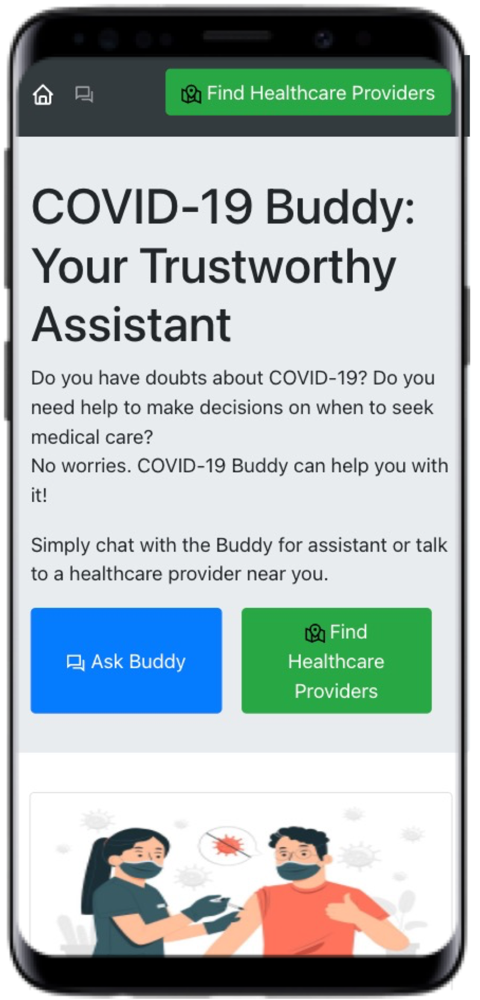 Find Healthcare Providers
COVID-19 Buddy:
Your Trustworthy
Assistant
Do you have doubts about COVID-19? Do you
need help to make decisions on when to seek
medical care?
No worries. COVID-19 Buddy can help you with
it!
Simply chat with the Buddy for assistant or talk
to a healthcare provider near you.
Ask Buddy
Find
Healthcare
Providers